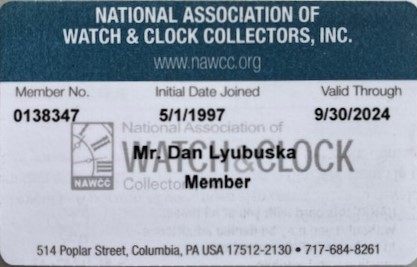 NATIONAL ASSOCIATION OF
WATCH & CLOCK COLLECTORS, INC.
www.nawcc.org
Member No. Initial Date Joined Valid Through
0138347 5/1/1997 9/30/2024
National Association of
WATCH & CLOCK
Mr. Dan Lyubuska
NAWCC Collectors
Member
514 Poplar Street, Columbia, PA USA 17512-2130 • 717-684-8261